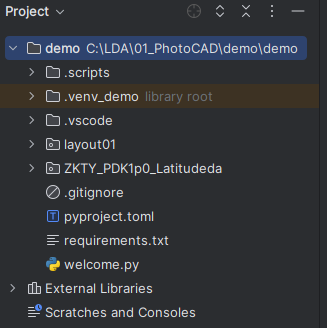 Project
demo C:\LDA\01_PhotoCAD\demo\demo
.scripts
.venv_demo library root
.vscode
layout01
ZKTY_PDK1p0_Latitudeda
.gitignore
pyproject.toml
requirements.txt
welcome.py
External Libraries
Scratches and Consoles